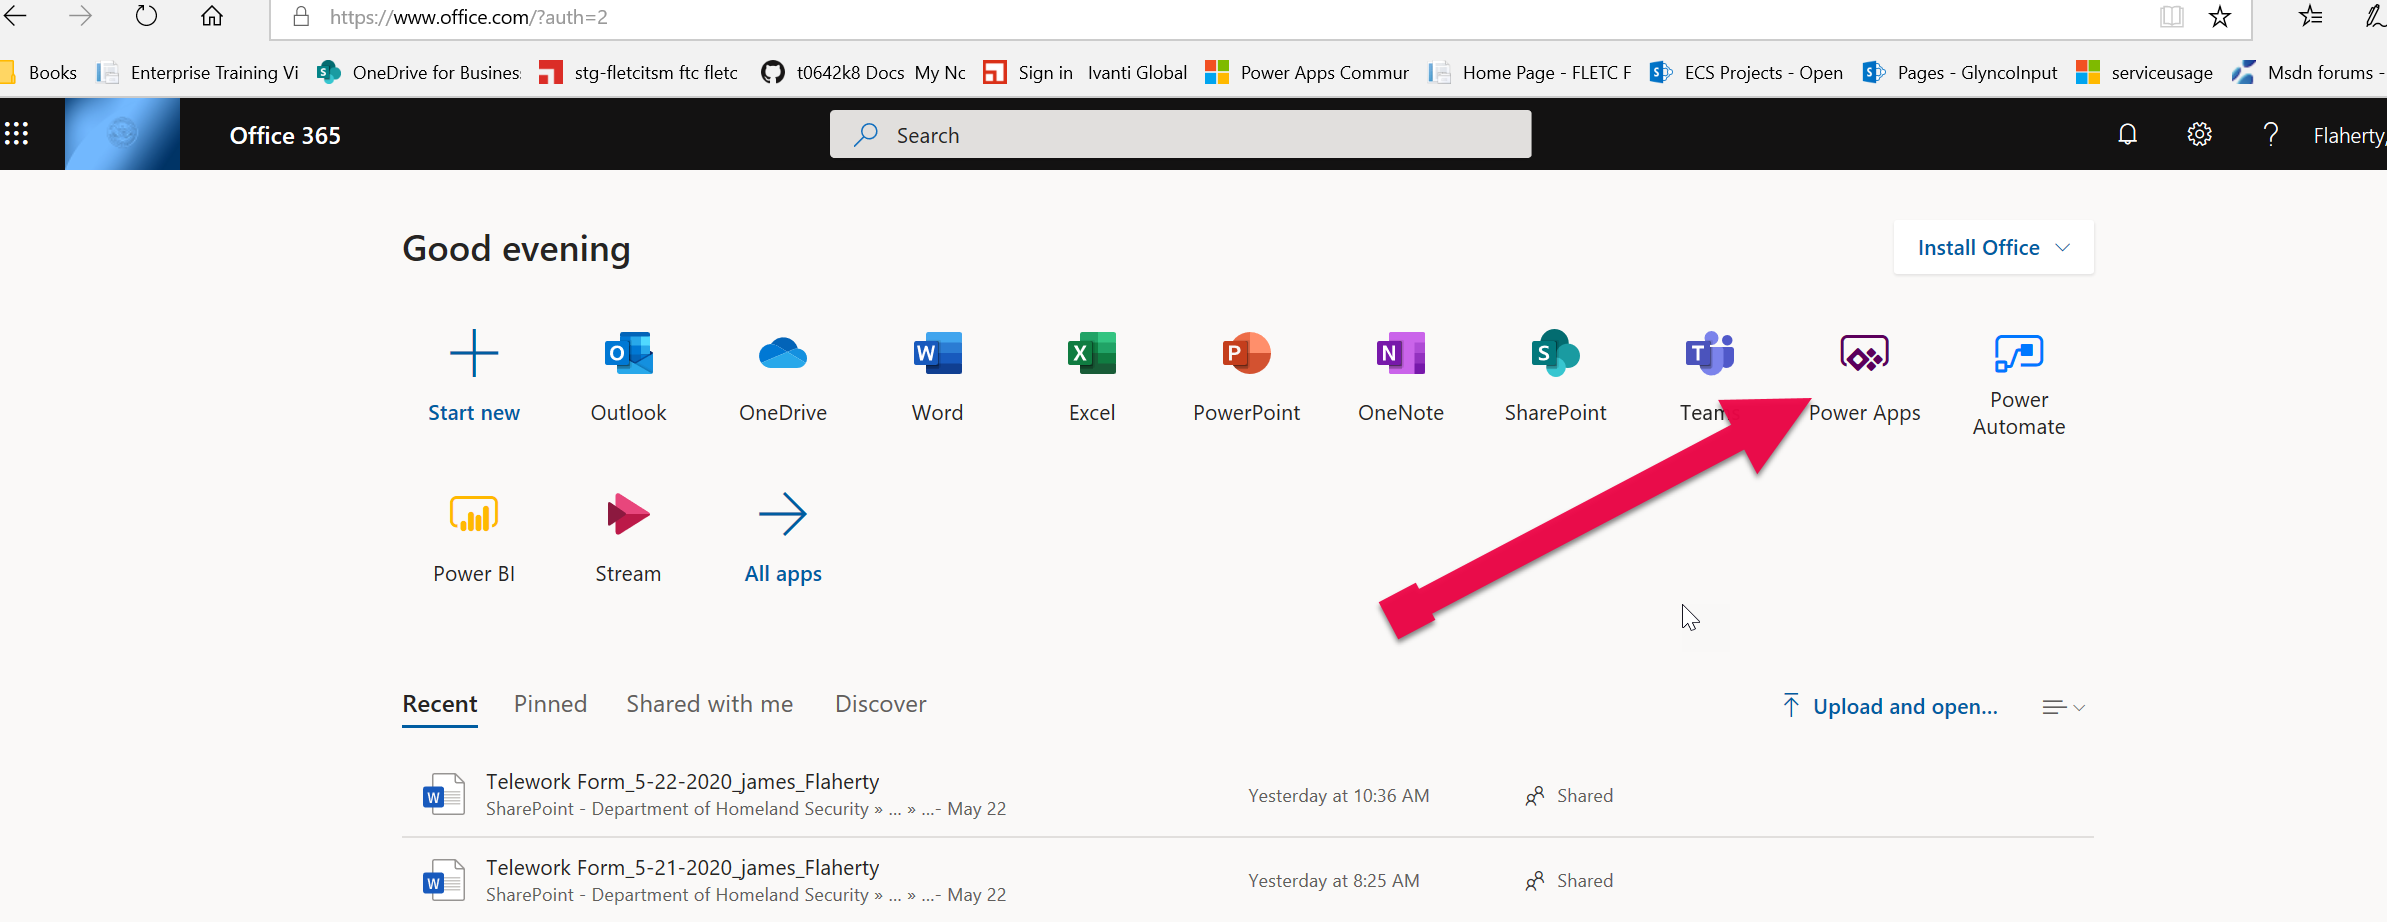 https://www.office.com/?auth=2
Books Enterprise Training Vi OneDrive for Busines stg-fletcitsm ftc fletc t0642k8 Docs My Nc Sign in Ivanti Global Power Apps Commur Home Page - FLETC F ECS Projects - Open Pages - GlyncoInput serviceusage Msdn forums -
Office 365 Search ? Flaherty,
Good evening Install Office
Start new Outlook OneDrive Word Excel PowerPoint OneNote SharePoint Teams Power Apps Power Automate
Power BI Stream All apps
Recent Pinned Shared with me Discover Upload and open...
Telework Form_5-22-2020_james_Flaherty
SharePoint - Department of Homeland Security » ... » ...- May 22 Yesterday at 10:36 AM Shared
Telework Form_5-21-2020_james_Flaherty
SharePoint - Department of Homeland Security » ... » ...- May 22 Yesterday at 8:25 AM Shared